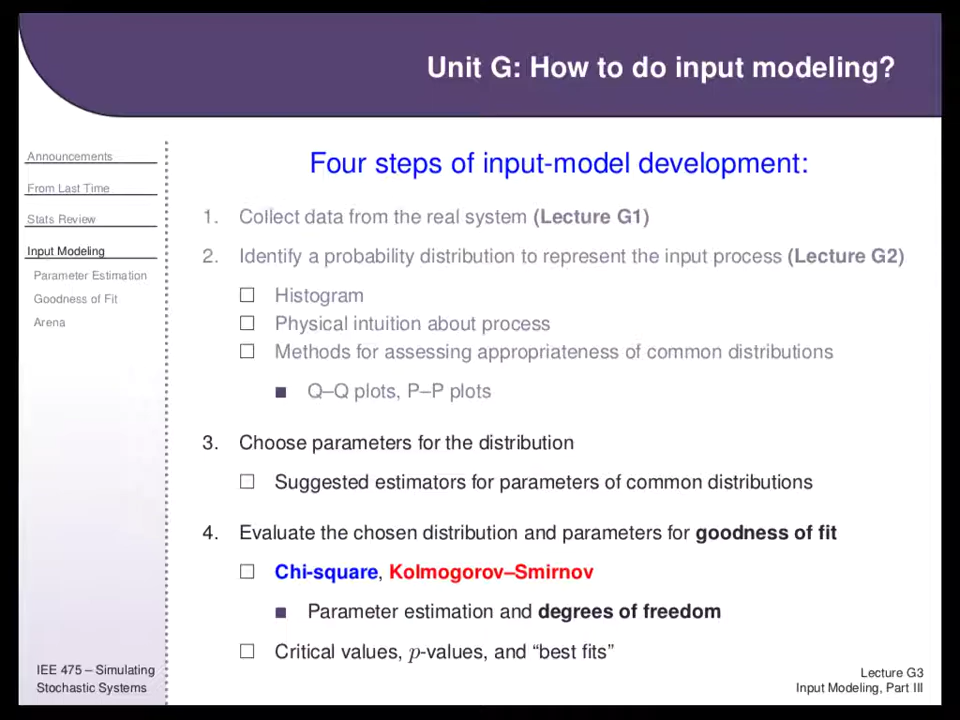 Unit G: How to do input modeling?
Announcements
From Last Time
Stats Review
Input Modeling
Parameter Estimation
Goodness of Fit
Arena
Four steps of input-model development:
1. Collect data from the real system (Lecture G1)
2. Identify a probability distribution to represent the input process (Lecture G2)
Histogram
Physical intuition about process
Methods for assessing appropriateness of common distributions
Q–Q plots, P–P plots
3. Choose parameters for the distribution
Suggested estimators for parameters of common distributions
4. Evaluate the chosen distribution and parameters for goodness of fit
Chi-square, Kolmogorov–Smirnov
Parameter estimation and degrees of freedom
Critical values, p-values, and “best fits”
IEE 475 – Simulating
Stochastic Systems
Lecture G3
Input Modeling, Part III